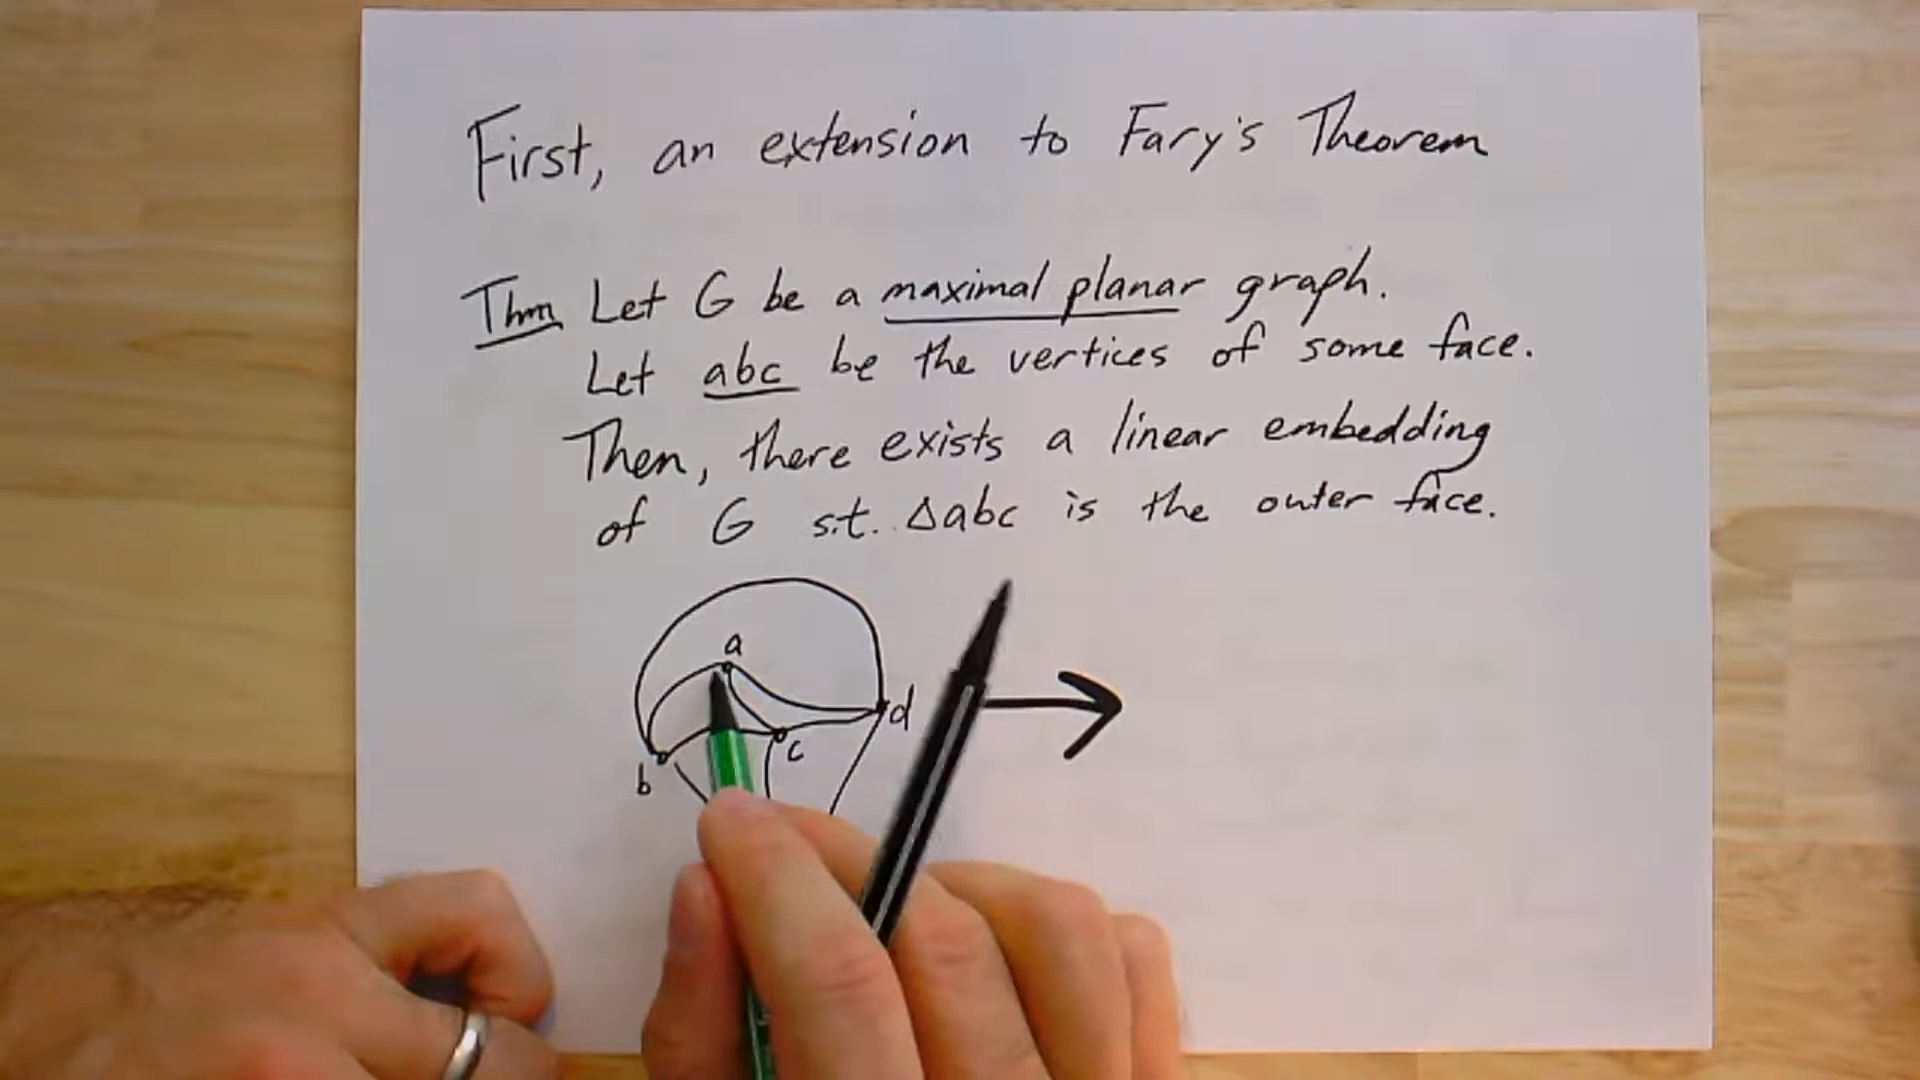 First, an extension to Fary's Theorem
Thm Let G be a maximal planar graph.
Let abc be the vertices of some face.
Then, there exists a linear embedding
of G s.t. Δabc is the outer face.
a
d
c
b